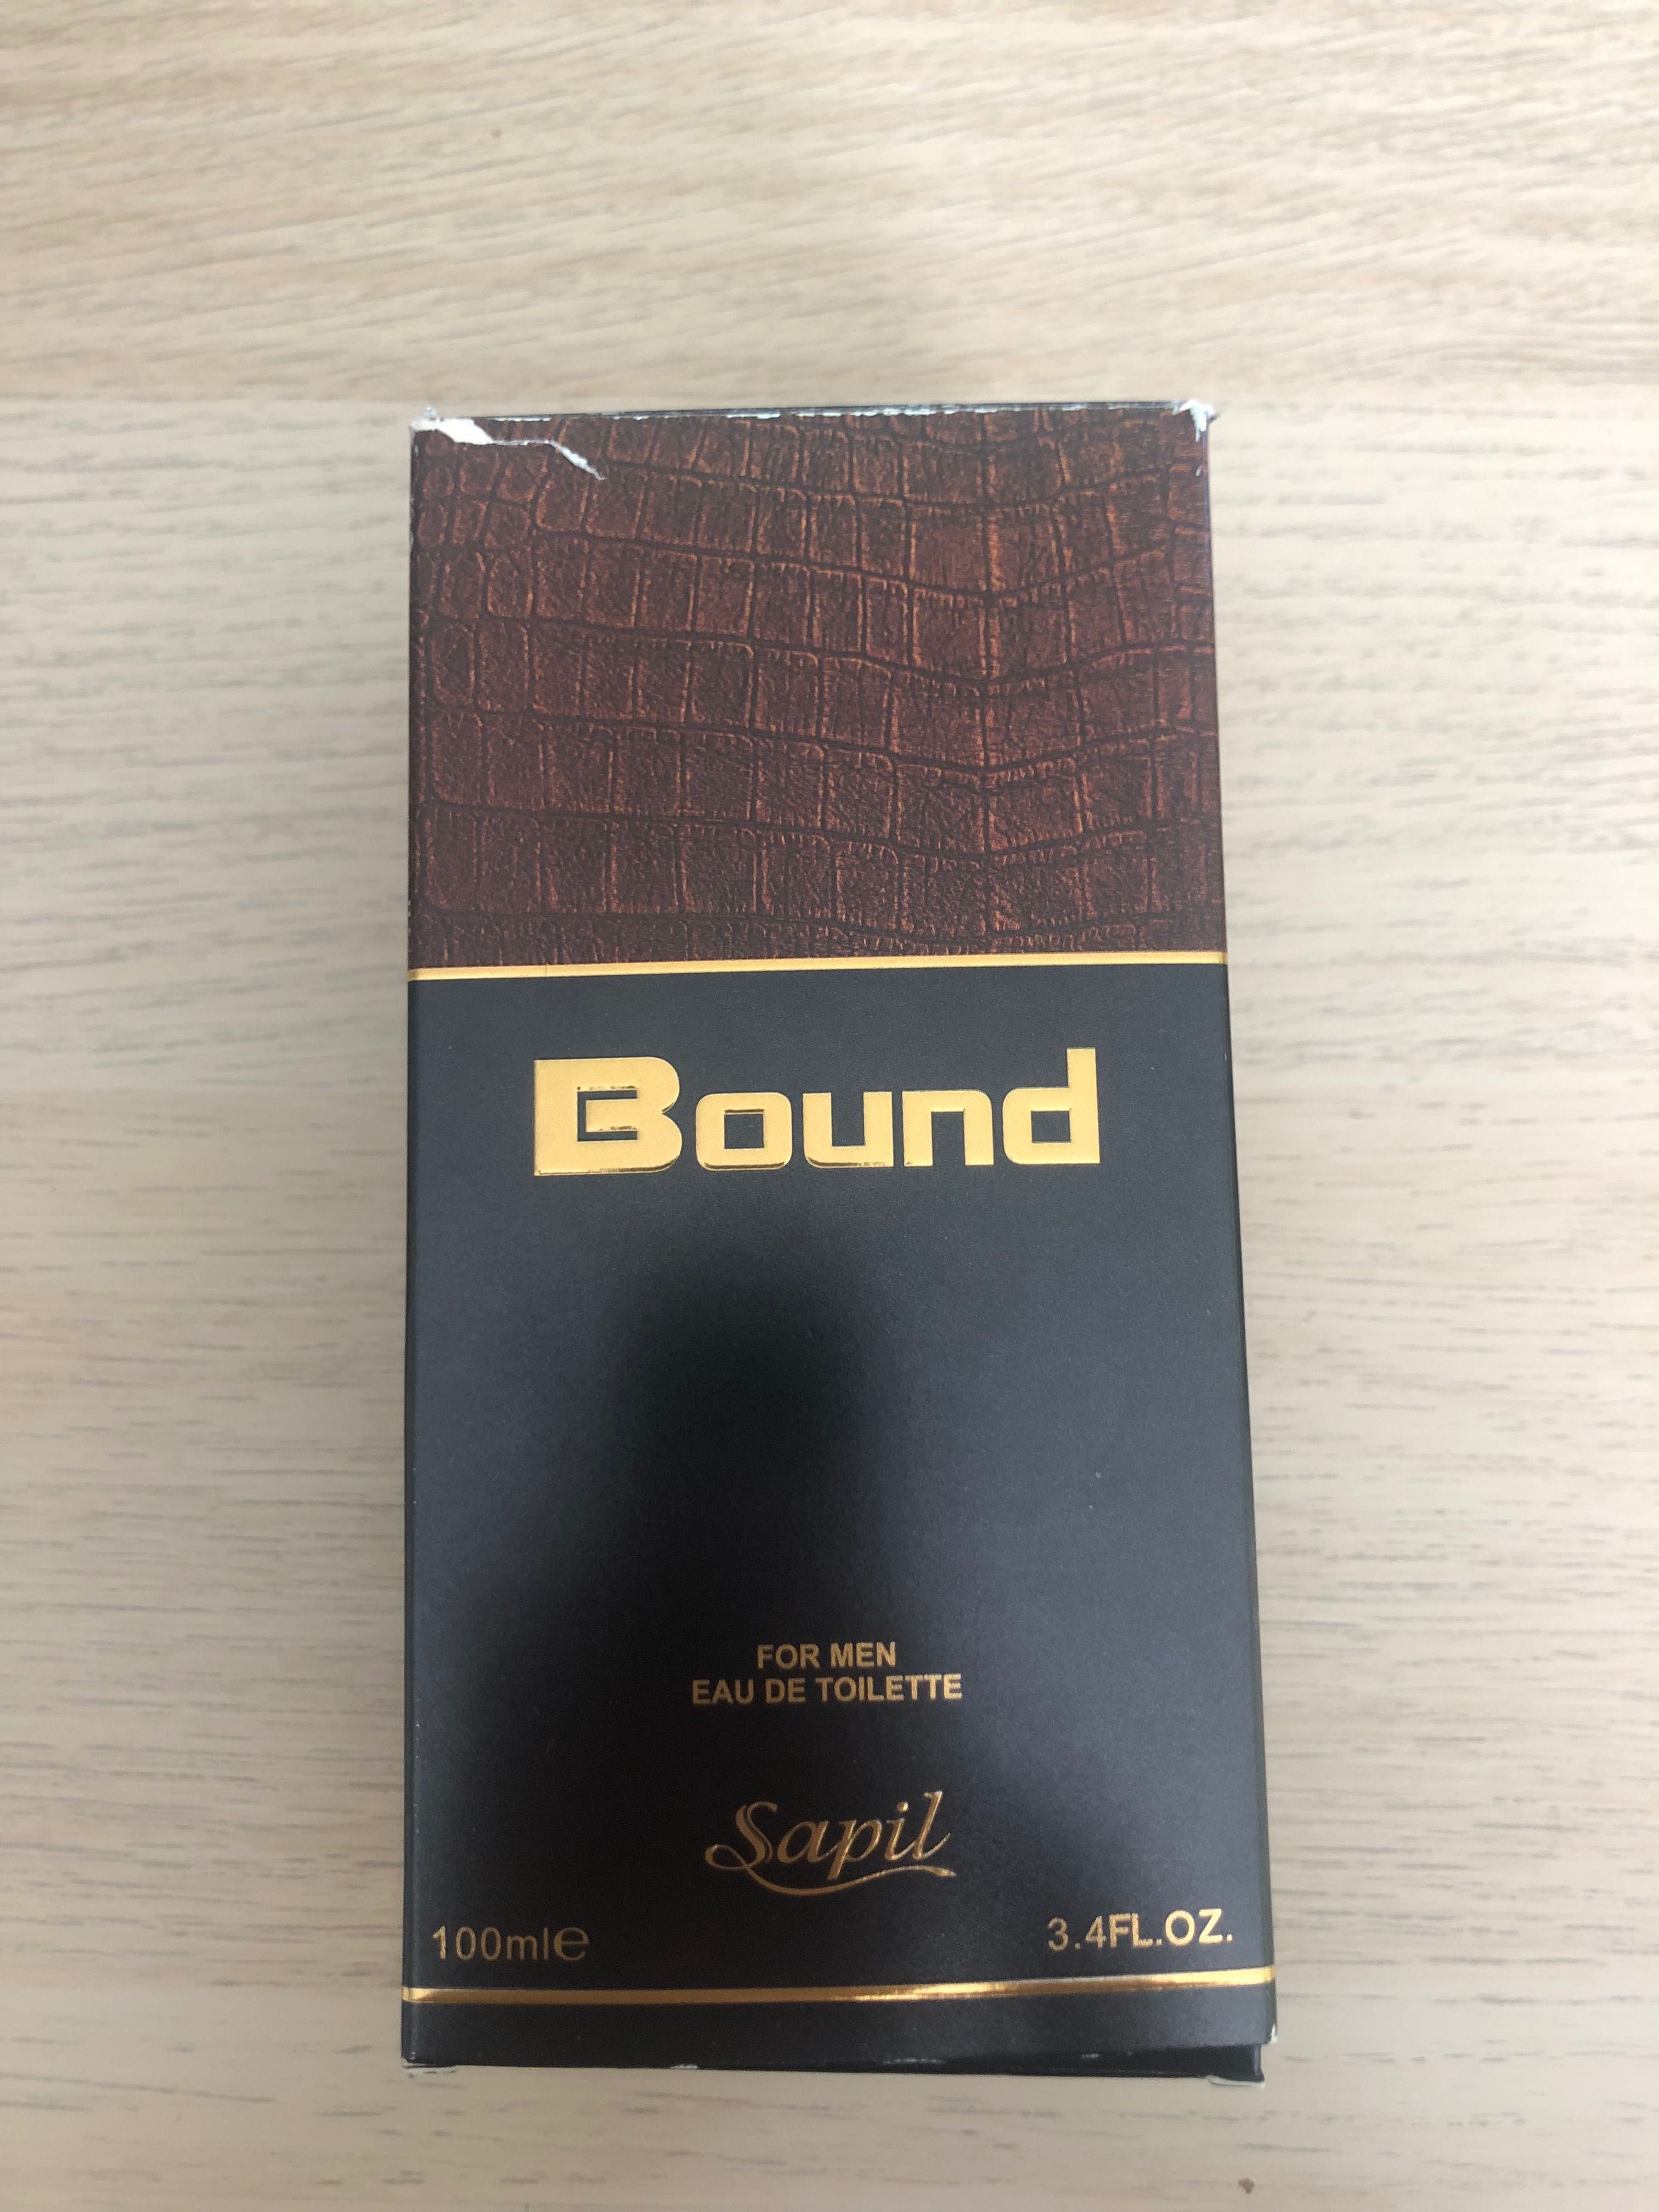 Bound
FOR MEN
EAU DE TOILETTE
Sapil
100ml℮ 3.4FL.OZ.